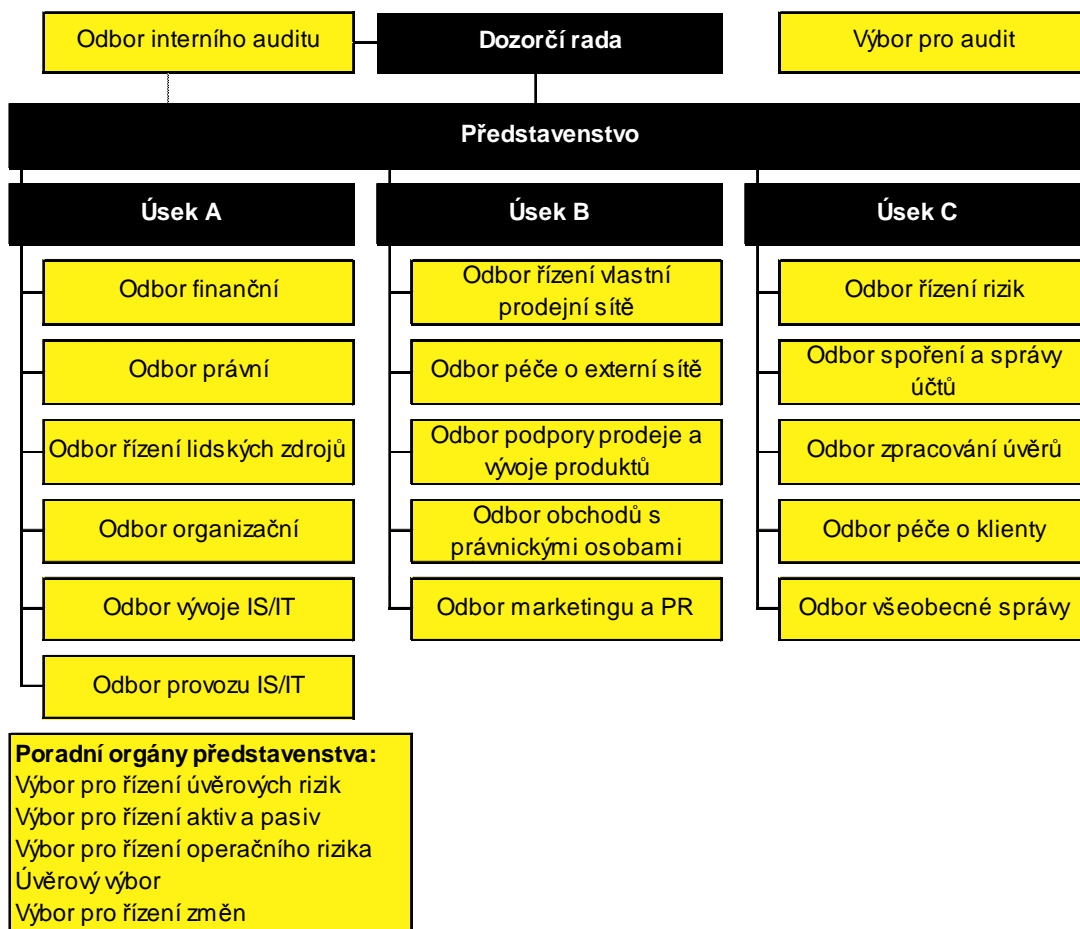 Odbor interního auditu
Dozorčí rada
Výbor pro audit
Představenstvo
Úsek A
Úsek B
Úsek C
Odbor finanční
Odbor řízení vlastní
prodejní sítě
Odbor řízení rizik
Odbor právní
Odbor péče o externí sítě
Odbor spoření a správy
účtů
Odbor řízení lidských zdrojů
Odbor podpory prodeje a
vývoje produktů
Odbor zpracování úvěrů
Odbor organizační
Odbor obchodů s
právnickými osobami
Odbor péče o klienty
Odbor vývoje IS/IT
Odbor marketingu a PR
Odbor všeobecné správy
Odbor provozu IS/IT
Poradní orgány představenstva:
Výbor pro řízení úvěrových rizik
Výbor pro řízení aktiv a pasiv
Výbor pro řízení operačního rizika
Úvěrový výbor
Výbor pro řízení změn